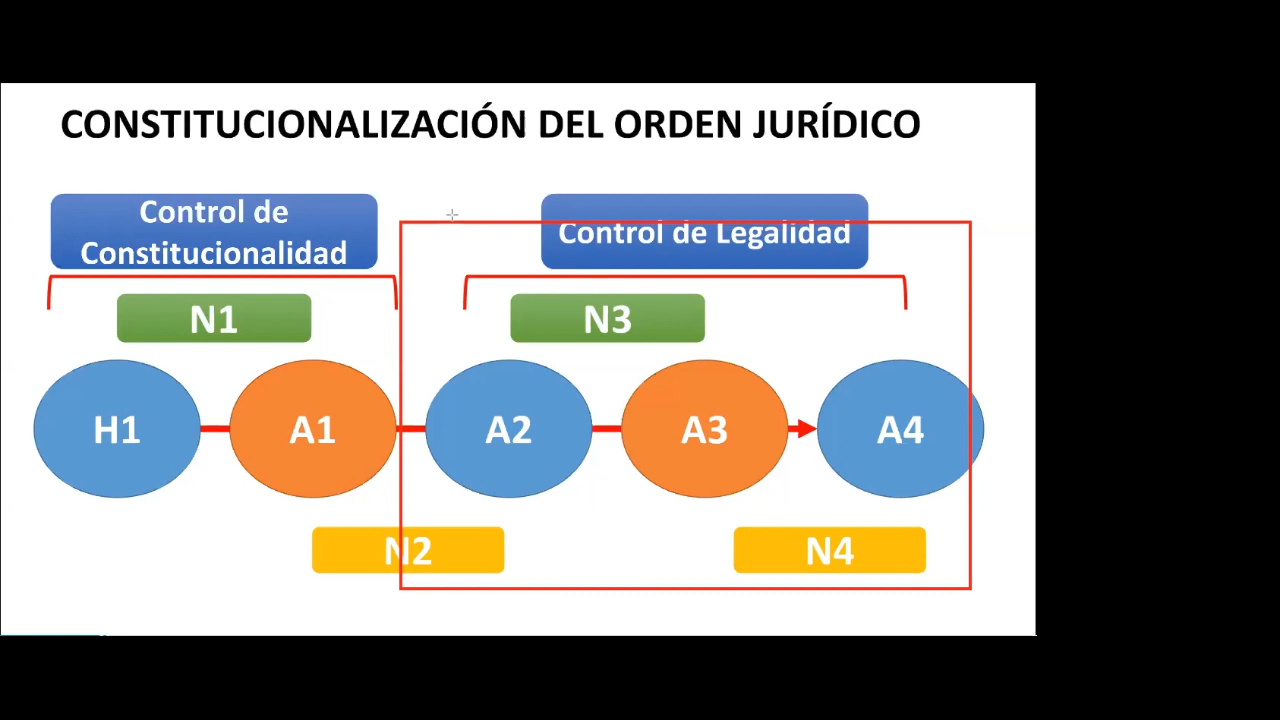 CONSTITUCIONALIZACIÓN DEL ORDEN JURÍDICO
Control de
Constitucionalidad
Control de Legalidad
N1
N3
H1
A1
A2
A3
A4
N2
N4